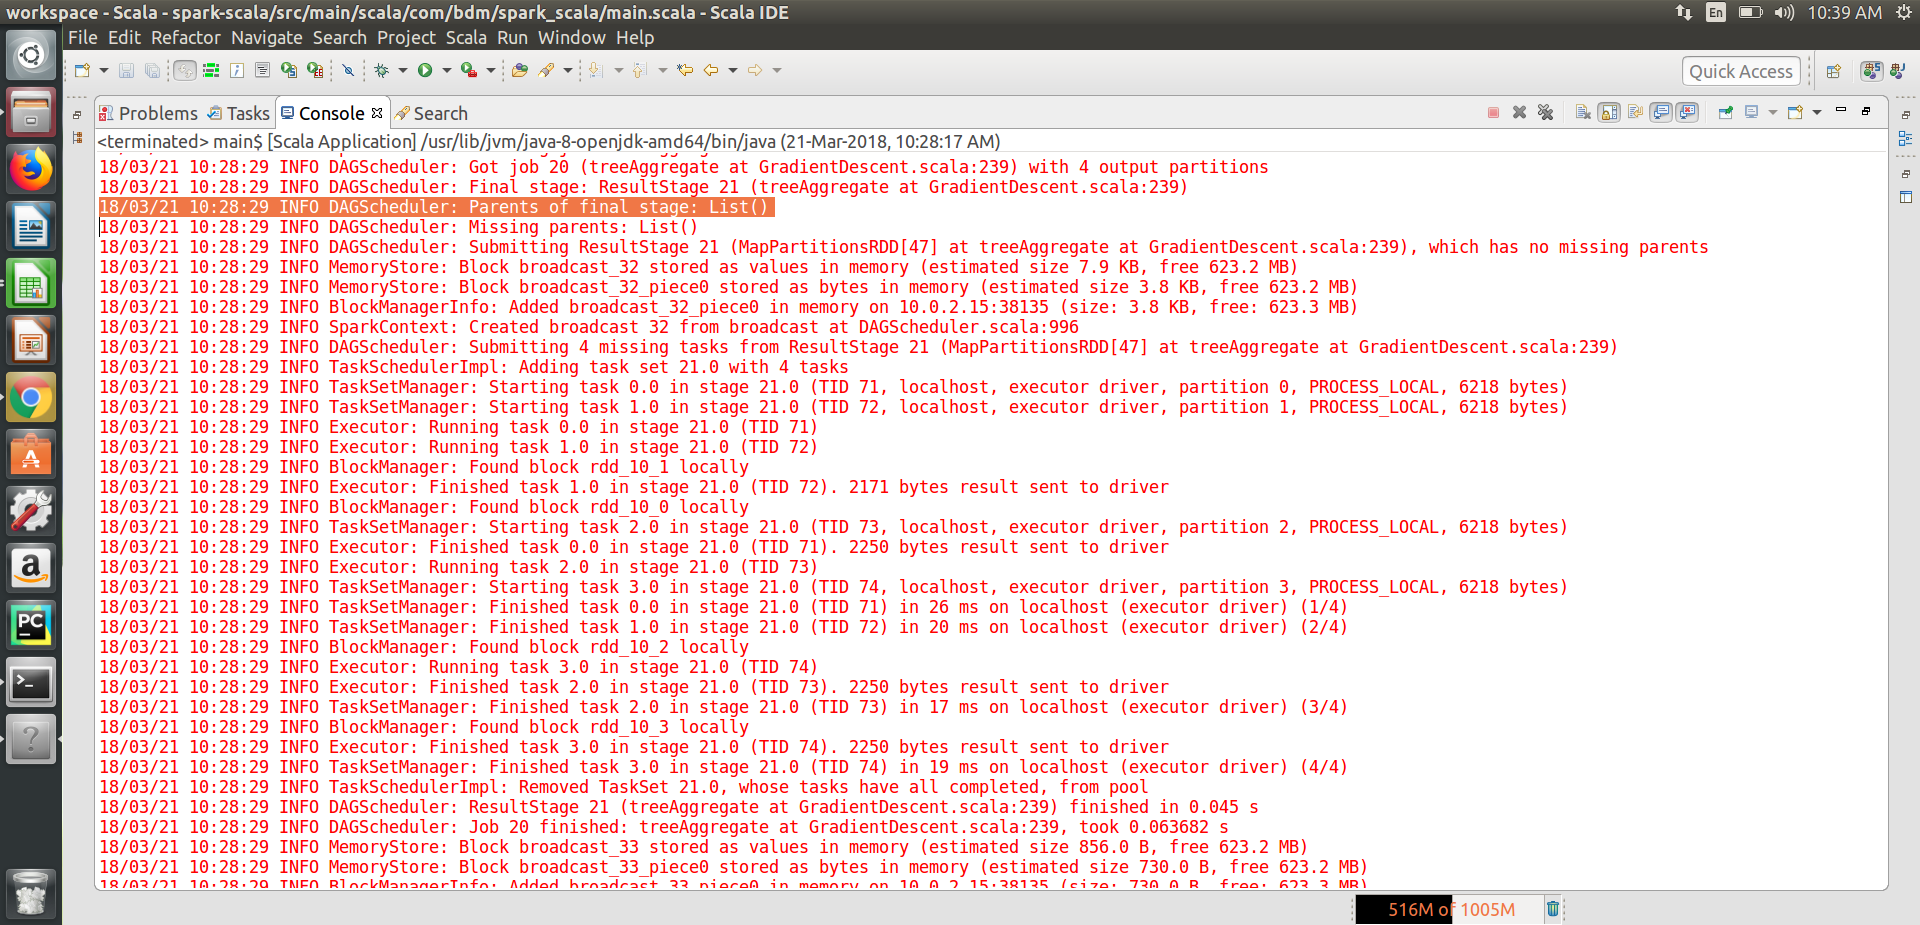 workspace - Scala - spark-scala/src/main/scala/com/bdm/spark_scala/main.scala - Scala IDE
En
10:39 AM
File Edit Refactor Navigate Search Project Scala Run Window Help
Quick Access
Problems Tasks Console Search
<terminated> main$ [Scala Application] /usr/lib/jvm/java-8-openjdk-amd64/bin/java (21-Mar-2018, 10:28:17 AM)
18/03/21 10:28:29 INFO DAGScheduler: Got job 20 (treeAggregate at GradientDescent.scala:239) with 4 output partitions
18/03/21 10:28:29 INFO DAGScheduler: Final stage: ResultStage 21 (treeAggregate at GradientDescent.scala:239)
18/03/21 10:28:29 INFO DAGScheduler: Parents of final stage: List()
18/03/21 10:28:29 INFO DAGScheduler: Missing parents: List()
18/03/21 10:28:29 INFO DAGScheduler: Submitting ResultStage 21 (MapPartitionsRDD[47] at treeAggregate at GradientDescent.scala:239), which has no missing parents
18/03/21 10:28:29 INFO MemoryStore: Block broadcast_32 stored as values in memory (estimated size 7.9 KB, free 623.2 MB)
18/03/21 10:28:29 INFO MemoryStore: Block broadcast_32_piece0 stored as bytes in memory (estimated size 3.8 KB, free 623.2 MB)
18/03/21 10:28:29 INFO BlockManagerInfo: Added broadcast_32_piece0 in memory on 10.0.2.15:38135 (size: 3.8 KB, free: 623.3 MB)
18/03/21 10:28:29 INFO SparkContext: Created broadcast 32 from broadcast at DAGScheduler.scala:996
18/03/21 10:28:29 INFO DAGScheduler: Submitting 4 missing tasks from ResultStage 21 (MapPartitionsRDD[47] at treeAggregate at GradientDescent.scala:239)
18/03/21 10:28:29 INFO TaskSchedulerImpl: Adding task set 21.0 with 4 tasks
18/03/21 10:28:29 INFO TaskSetManager: Starting task 0.0 in stage 21.0 (TID 71, localhost, executor driver, partition 0, PROCESS_LOCAL, 6218 bytes)
18/03/21 10:28:29 INFO TaskSetManager: Starting task 1.0 in stage 21.0 (TID 72, localhost, executor driver, partition 1, PROCESS_LOCAL, 6218 bytes)
18/03/21 10:28:29 INFO Executor: Running task 0.0 in stage 21.0 (TID 71)
18/03/21 10:28:29 INFO Executor: Running task 1.0 in stage 21.0 (TID 72)
18/03/21 10:28:29 INFO BlockManager: Found block rdd_10_1 locally
18/03/21 10:28:29 INFO Executor: Finished task 1.0 in stage 21.0 (TID 72). 2171 bytes result sent to driver
18/03/21 10:28:29 INFO BlockManager: Found block rdd_10_0 locally
18/03/21 10:28:29 INFO TaskSetManager: Starting task 2.0 in stage 21.0 (TID 73, localhost, executor driver, partition 2, PROCESS_LOCAL, 6218 bytes)
18/03/21 10:28:29 INFO Executor: Finished task 0.0 in stage 21.0 (TID 71). 2250 bytes result sent to driver
18/03/21 10:28:29 INFO Executor: Running task 2.0 in stage 21.0 (TID 73)
18/03/21 10:28:29 INFO TaskSetManager: Starting task 3.0 in stage 21.0 (TID 74, localhost, executor driver, partition 3, PROCESS_LOCAL, 6218 bytes)
18/03/21 10:28:29 INFO TaskSetManager: Finished task 0.0 in stage 21.0 (TID 71) in 26 ms on localhost (executor driver) (1/4)
18/03/21 10:28:29 INFO TaskSetManager: Finished task 1.0 in stage 21.0 (TID 72) in 20 ms on localhost (executor driver) (2/4)
18/03/21 10:28:29 INFO BlockManager: Found block rdd_10_2 locally
18/03/21 10:28:29 INFO Executor: Running task 3.0 in stage 21.0 (TID 74)
18/03/21 10:28:29 INFO Executor: Finished task 2.0 in stage 21.0 (TID 73). 2250 bytes result sent to driver
18/03/21 10:28:29 INFO TaskSetManager: Finished task 2.0 in stage 21.0 (TID 73) in 17 ms on localhost (executor driver) (3/4)
18/03/21 10:28:29 INFO BlockManager: Found block rdd_10_3 locally
18/03/21 10:28:29 INFO Executor: Finished task 3.0 in stage 21.0 (TID 74). 2250 bytes result sent to driver
18/03/21 10:28:29 INFO TaskSetManager: Finished task 3.0 in stage 21.0 (TID 74) in 19 ms on localhost (executor driver) (4/4)
18/03/21 10:28:29 INFO TaskSchedulerImpl: Removed TaskSet 21.0, whose tasks have all completed, from pool
18/03/21 10:28:29 INFO DAGScheduler: ResultStage 21 (treeAggregate at GradientDescent.scala:239) finished in 0.045 s
18/03/21 10:28:29 INFO DAGScheduler: Job 20 finished: treeAggregate at GradientDescent.scala:239, took 0.063682 s
18/03/21 10:28:29 INFO MemoryStore: Block broadcast_33 stored as values in memory (estimated size 856.0 B, free 623.2 MB)
18/03/21 10:28:29 INFO MemoryStore: Block broadcast_33_piece0 stored as bytes in memory (estimated size 730.0 B, free 623.2 MB)
18/03/21 10:28:29 INFO BlockManagerInfo: Added broadcast_33_piece0 in memory on 10.0.2.15:38135 (size: 730.0 B, free: 623.3 MB)
516M of 1005M
PC
a